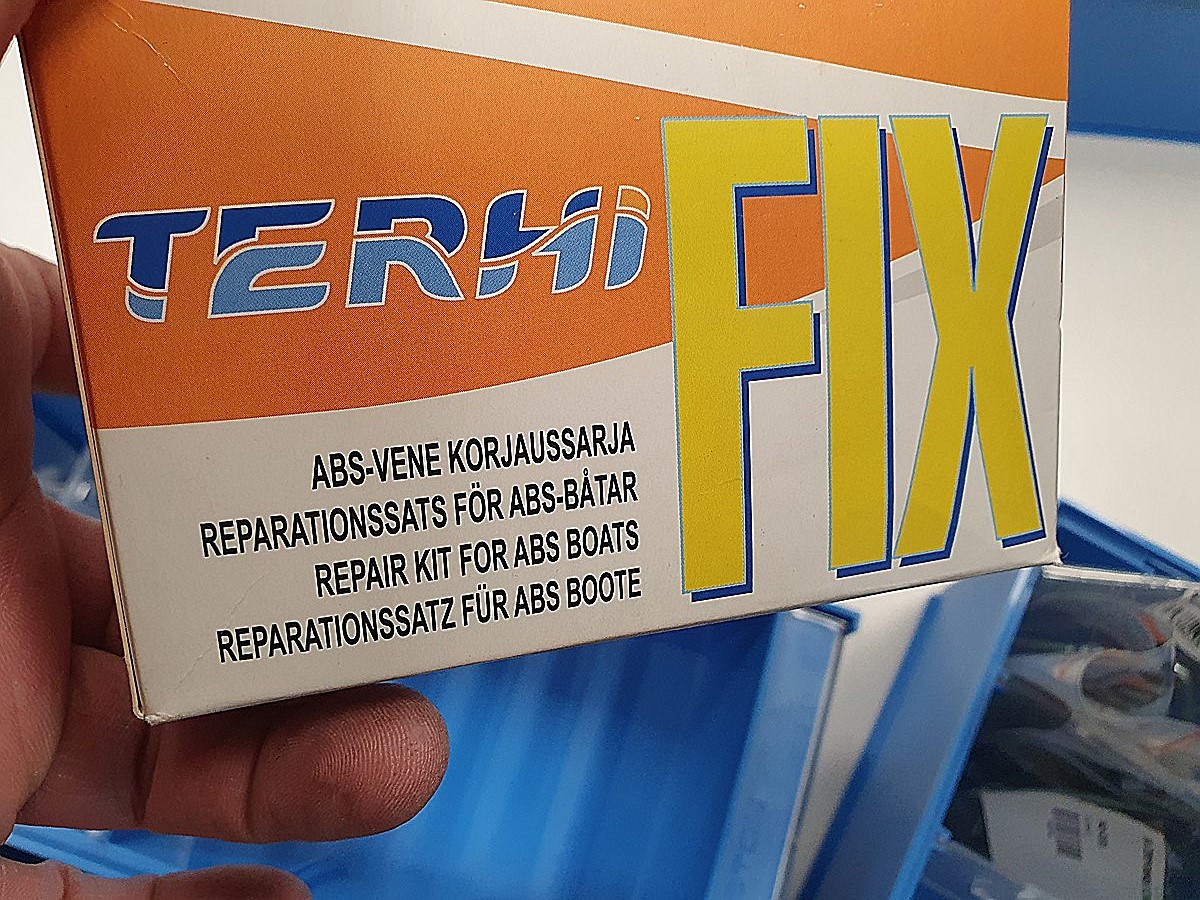 TERHI FIX
ABS-VENE KORJAUSSARJA
REPARATIONSSATS FÖR ABS-BÅTAR
REPAIR KIT FOR ABS BOATS
REPARATIONSSATZ FÜR ABS BOOTE